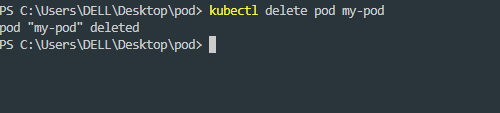 PS C:\Users\DELL\Desktop\pod> kubectl delete pod my-pod
pod "my-pod" deleted
PS C:\Users\DELL\Desktop\pod>